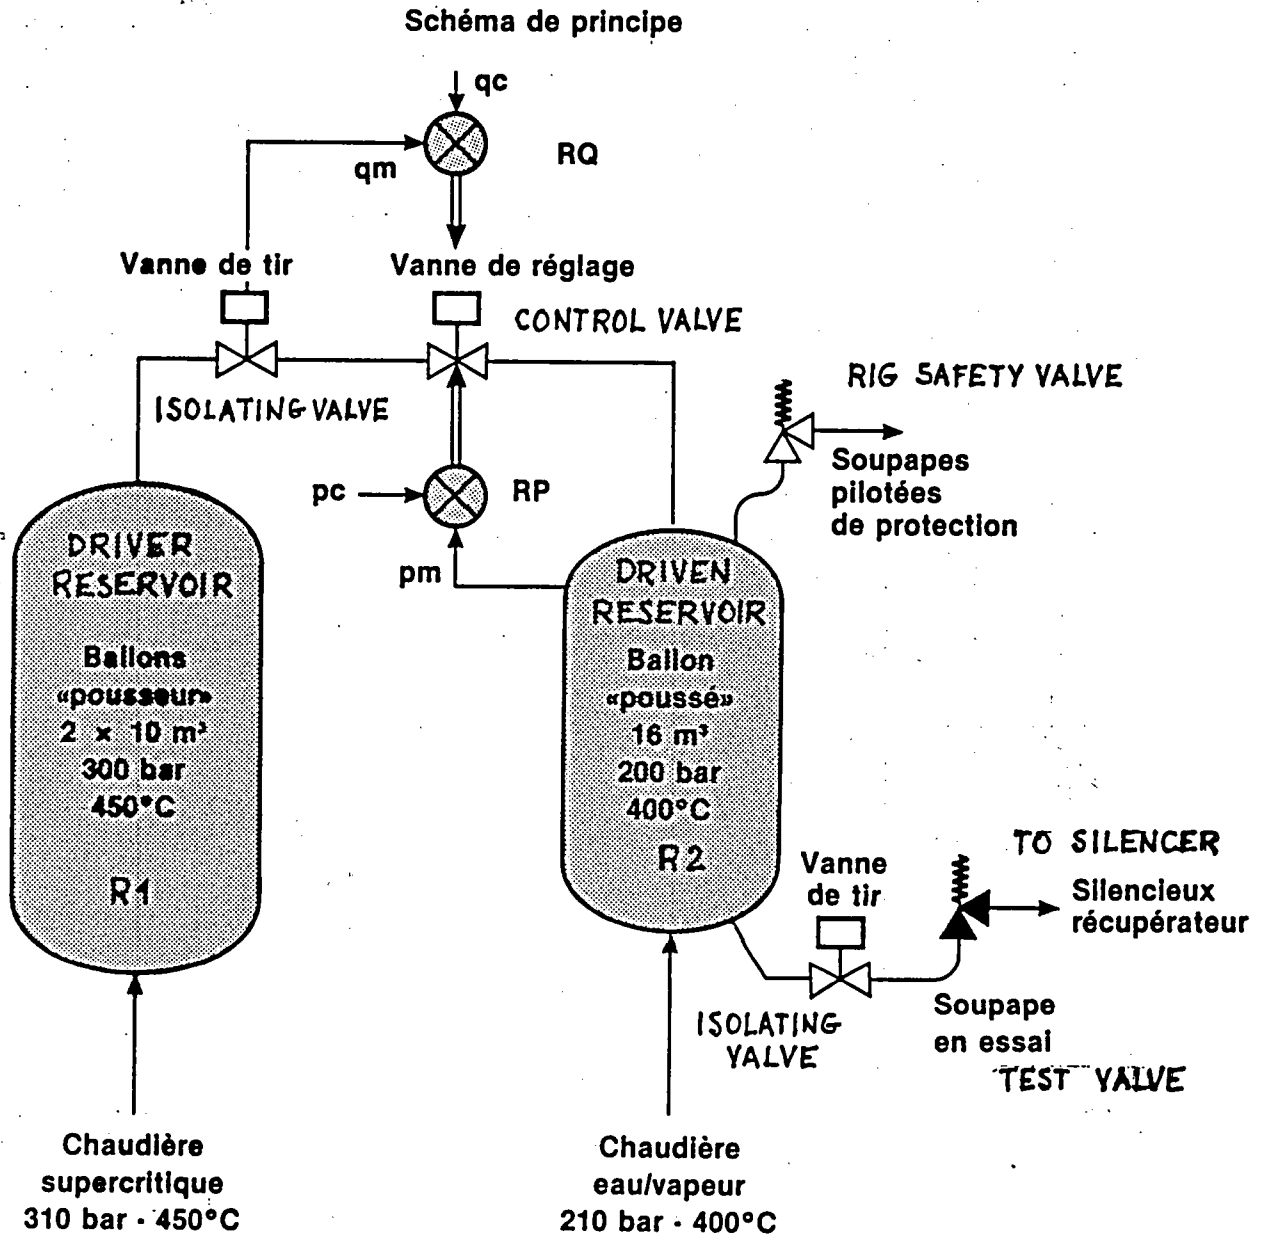 Schéma de principe
qc
qm
RQ
Vanne de tir
Vanne de réglage
CONTROL VALVE
ISOLATING VALVE
RIG SAFETY VALVE
Soupapes
pilotées
de protection
pc
RP
pm
DRIVER
RESERVOIR
Ballons
«pousseur»
2 x 10 m³
300 bar
450°C
R1
DRIVEN
RESERVOIR
Ballon
«poussé»
16 m³
200 bar
400°C
R2
Vanne
de tir
TO SILENCER
Silencieux
récupérateur
ISOLATING
VALVE
Soupape
en essai
TEST VALVE
Chaudière
supercritique
310 bar - 450°C
Chaudière
eau/vapeur
210 bar - 400°C